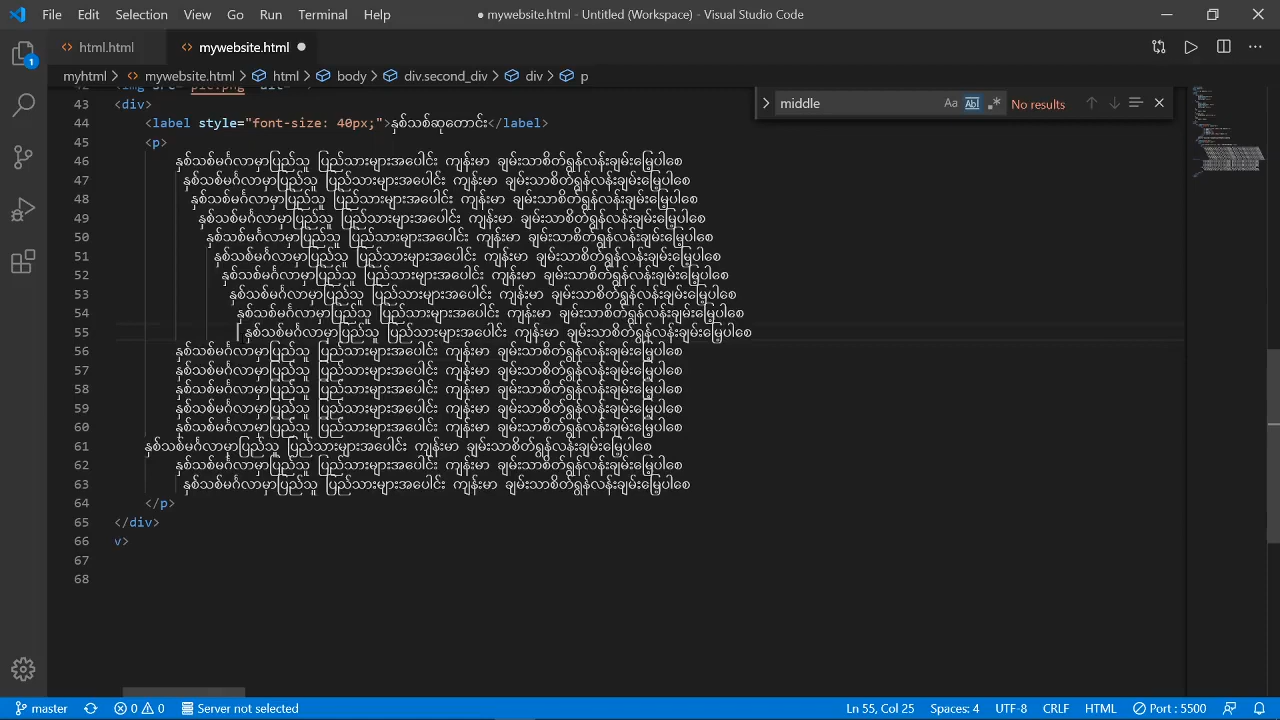 File Edit Selection View Go Run Terminal Help
● mywebsite.html - Untitled (Workspace) - Visual Studio Code
1
html.html
mywebsite.html ●
myhtml > mywebsite.html > html > body > div.second_div > div > p
middle
Aa Abl .* No results
43 <div>
44 <label style="font-size: 40px;">နှစ်သစ်ဆုတောင်း</label>
45 <p>
46 နှစ်သစ်မင်္ဂလာမှာပြည်သူ ပြည်သားများအပေါင်း ကျန်းမာ ချမ်းသာစိတ်ရွှန်လန်းချမ်းမြေ့ပါစေ
47 နှစ်သစ်မင်္ဂလာမှာပြည်သူ ပြည်သားများအပေါင်း ကျန်းမာ ချမ်းသာစိတ်ရွှန်လန်းချမ်းမြေ့ပါစေ
48 နှစ်သစ်မင်္ဂလာမှာပြည်သူ ပြည်သားများအပေါင်း ကျန်းမာ ချမ်းသာစိတ်ရွှန်လန်းချမ်းမြေ့ပါစေ
49 နှစ်သစ်မင်္ဂလာမှာပြည်သူ ပြည်သားများအပေါင်း ကျန်းမာ ချမ်းသာစိတ်ရွှန်လန်းချမ်းမြေ့ပါစေ
50 နှစ်သစ်မင်္ဂလာမှာပြည်သူ ပြည်သားများအပေါင်း ကျန်းမာ ချမ်းသာစိတ်ရွှန်လန်းချမ်းမြေ့ပါစေ
51 နှစ်သစ်မင်္ဂလာမှာပြည်သူ ပြည်သားများအပေါင်း ကျန်းမာ ချမ်းသာစိတ်ရွှန်လန်းချမ်းမြေ့ပါစေ
52 နှစ်သစ်မင်္ဂလာမှာပြည်သူ ပြည်သားများအပေါင်း ကျန်းမာ ချမ်းသာစိတ်ရွှန်လန်းချမ်းမြေ့ပါစေ
53 နှစ်သစ်မင်္ဂလာမှာပြည်သူ ပြည်သားများအပေါင်း ကျန်းမာ ချမ်းသာစိတ်ရွှန်လန်းချမ်းမြေ့ပါစေ
54 နှစ်သစ်မင်္ဂလာမှာပြည်သူ ပြည်သားများအပေါင်း ကျန်းမာ ချမ်းသာစိတ်ရွှန်လန်းချမ်းမြေ့ပါစေ
55 နှစ်သစ်မင်္ဂလာမှာပြည်သူ ပြည်သားများအပေါင်း ကျန်းမာ ချမ်းသာစိတ်ရွှန်လန်းချမ်းမြေ့ပါစေ
56 နှစ်သစ်မင်္ဂလာမှာပြည်သူ ပြည်သားများအပေါင်း ကျန်းမာ ချမ်းသာစိတ်ရွှန်လန်းချမ်းမြေ့ပါစေ
57 နှစ်သစ်မင်္ဂလာမှာပြည်သူ ပြည်သားများအပေါင်း ကျန်းမာ ချမ်းသာစိတ်ရွှန်လန်းချမ်းမြေ့ပါစေ
58 နှစ်သစ်မင်္ဂလာမှာပြည်သူ ပြည်သားများအပေါင်း ကျန်းမာ ချမ်းသာစိတ်ရွှန်လန်းချမ်းမြေ့ပါစေ
59 နှစ်သစ်မင်္ဂလာမှာပြည်သူ ပြည်သားများအပေါင်း ကျန်းမာ ချမ်းသာစိတ်ရွှန်လန်းချမ်းမြေ့ပါစေ
60 နှစ်သစ်မင်္ဂလာမှာပြည်သူ ပြည်သားများအပေါင်း ကျန်းမာ ချမ်းသာစိတ်ရွှန်လန်းချမ်းမြေ့ပါစေ
61 နှစ်သစ်မင်္ဂလာမှာပြည်သူ ပြည်သားများအပေါင်း ကျန်းမာ ချမ်းသာစိတ်ရွှန်လန်းချမ်းမြေ့ပါစေ
62 နှစ်သစ်မင်္ဂလာမှာပြည်သူ ပြည်သားများအပေါင်း ကျန်းမာ ချမ်းသာစိတ်ရွှန်လန်းချမ်းမြေ့ပါစေ
63 နှစ်သစ်မင်္ဂလာမှာပြည်သူ ပြည်သားများအပေါင်း ကျန်းမာ ချမ်းသာစိတ်ရွှန်လန်းချမ်းမြေ့ပါစေ
64 </p>
65 </div>
66 v>
67
68
master 0 0 Server not selected Ln 55, Col 25 Spaces: 4 UTF-8 CRLF HTML Port : 5500